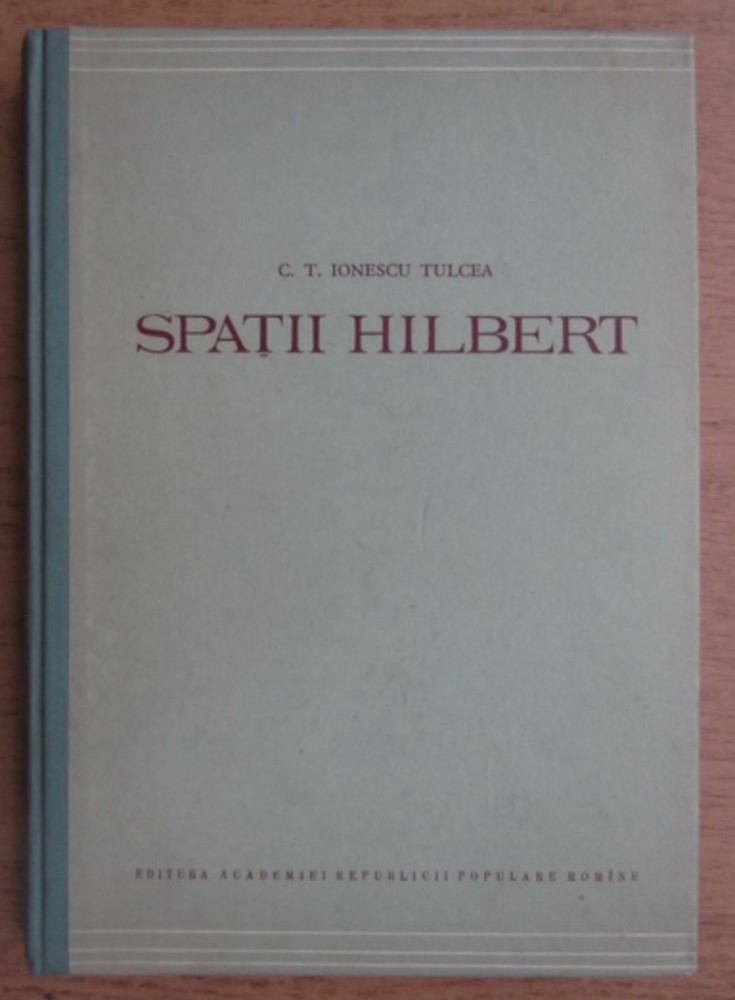 C. T. IONESCU TULCEA
SPAȚII HILBERT
EDITURA ACADEMIEI REPUBLICII POPULARE ROMÎNE